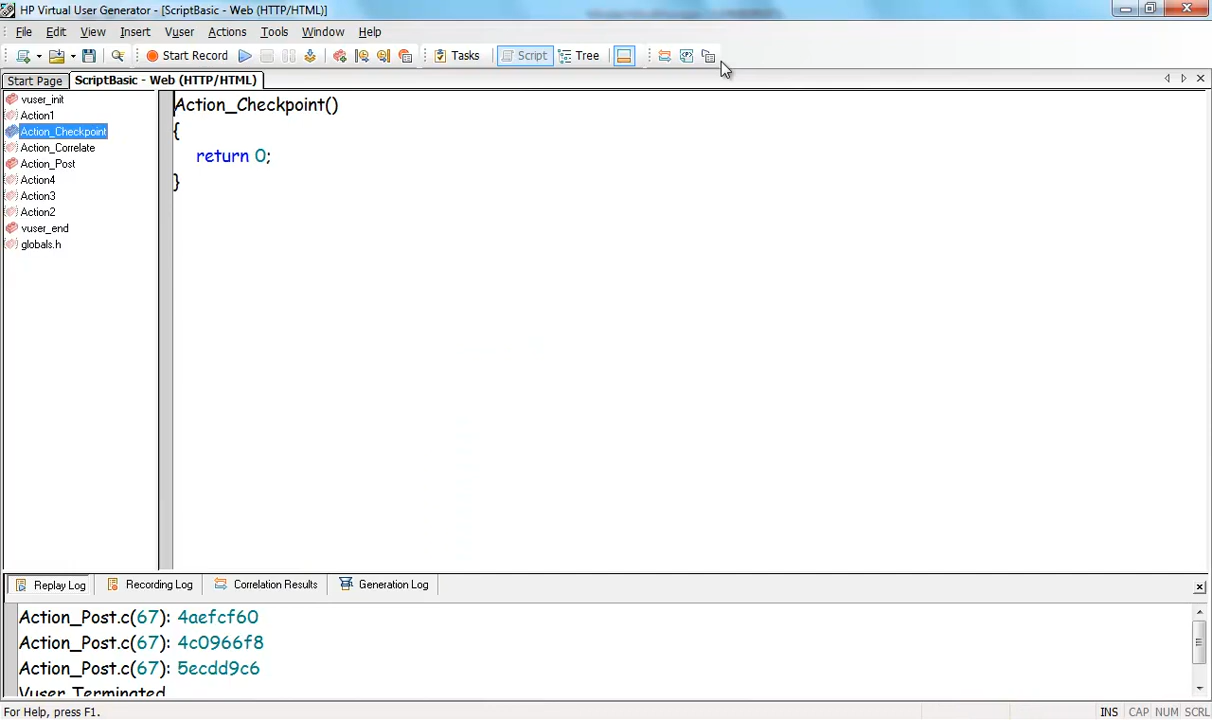 HP Virtual User Generator - [ScriptBasic - Web (HTTP/HTML)]
File Edit View Insert Vuser Actions Tools Window Help
Start Record Tasks Script Tree
Start Page ScriptBasic - Web (HTTP/HTML)
vuser_init
Action1
Action_Checkpoint
Action_Correlate
Action_Post
Action4
Action3
Action2
vuser_end
globals.h
Action_Checkpoint()
{
return 0;
}
Replay Log Recording Log Correlation Results Generation Log
Action_Post.c(67): 4aefcf60
Action_Post.c(67): 4c0966f8
Action_Post.c(67): 5ecdd9c6
Vuser Terminated.
For Help, press F1.
INS CAP NUM SCRL